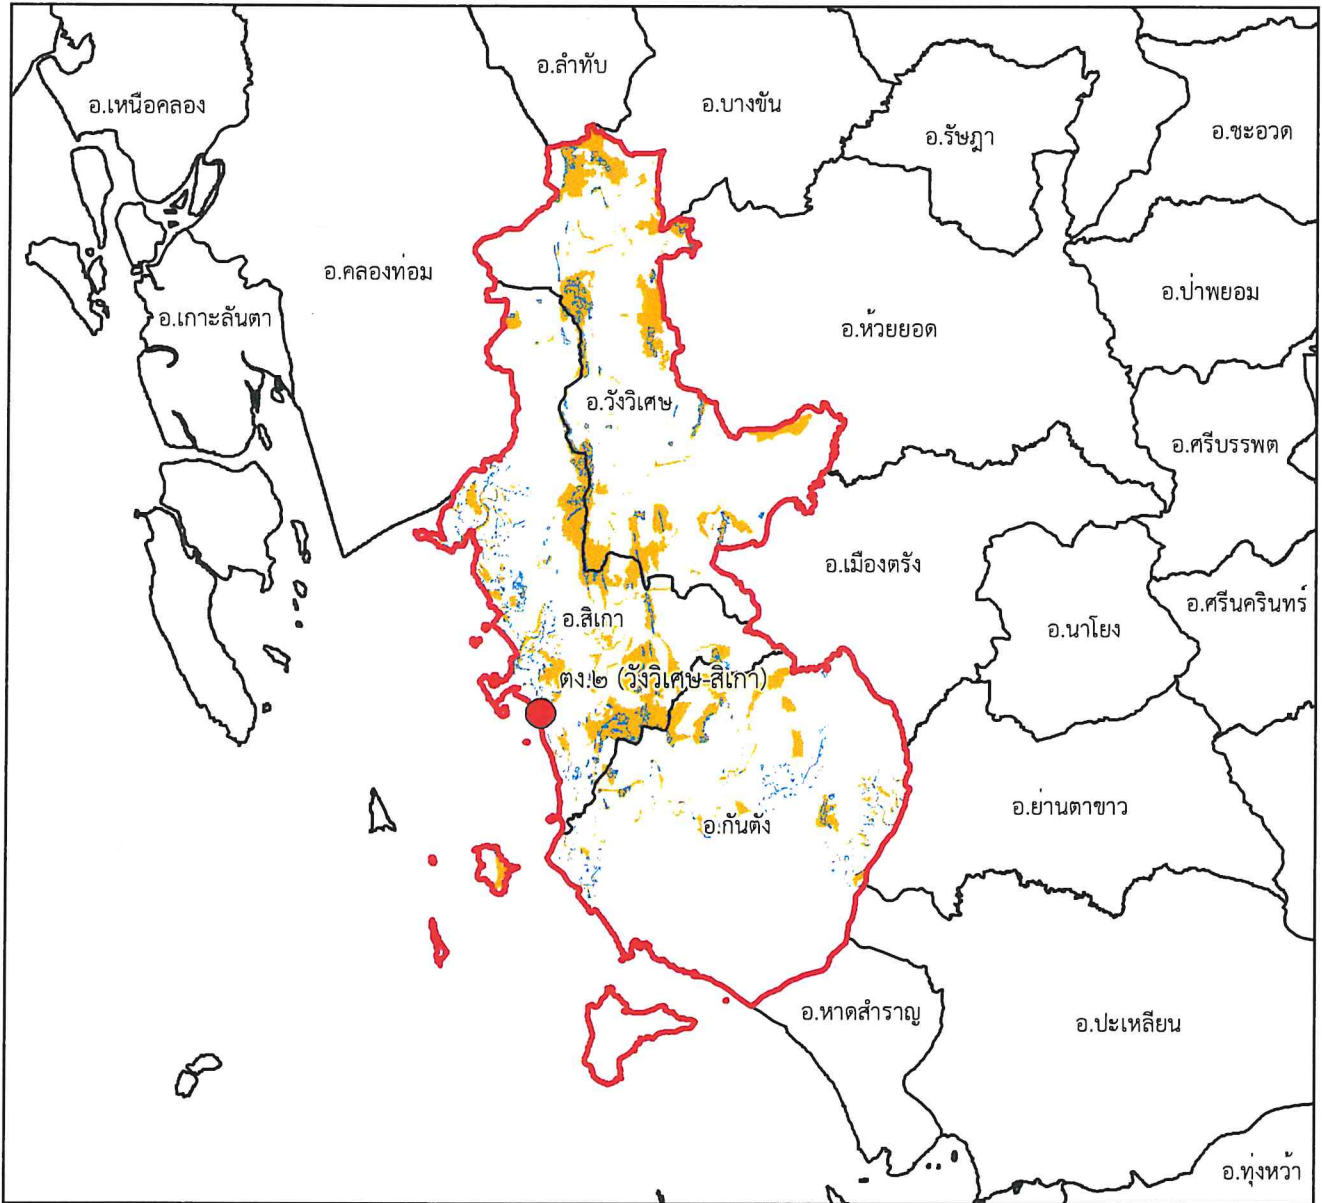 อ.ลำทับ
อ.เหนือคลอง
อ.บางขัน
อ.รัษฎา
อ.ชะอวด
อ.คลองท่อม
อ.ป่าพยอม
อ.เกาะลันตา
อ.ห้วยยอด
อ.วังวิเศษ
อ.ศรีบรรพต
อ.เมืองตรัง
อ.ศรีนครินทร์
อ.สิเกา
อ.นาโยง
ตง.๒ (วังวิเศษ-สิเกา)
อ.ย่านตาขาว
อ.กันตัง
อ.หาดสำราญ
อ.ปะเหลียน
อ.ทุ่งหว้า